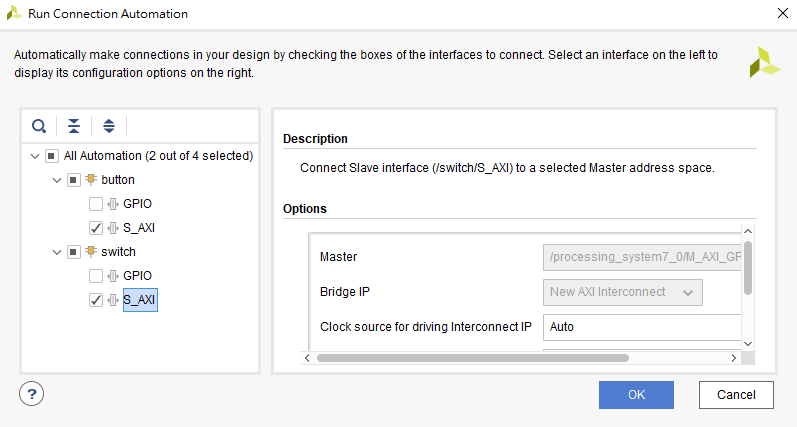 Run Connection Automation
Automatically make connections in your design by checking the boxes of the interfaces to connect. Select an interface on the left to
display its configuration options on the right.
All Automation (2 out of 4 selected)
button
GPIO
S_AXI
switch
GPIO
S_AXI
Description
Connect Slave interface (/switch/S_AXI) to a selected Master address space.
Options
Master
/processing_system7_0/M_AXI_GP
Bridge IP
New AXI Interconnect
Clock source for driving Interconnect IP
Auto
?
OK
Cancel